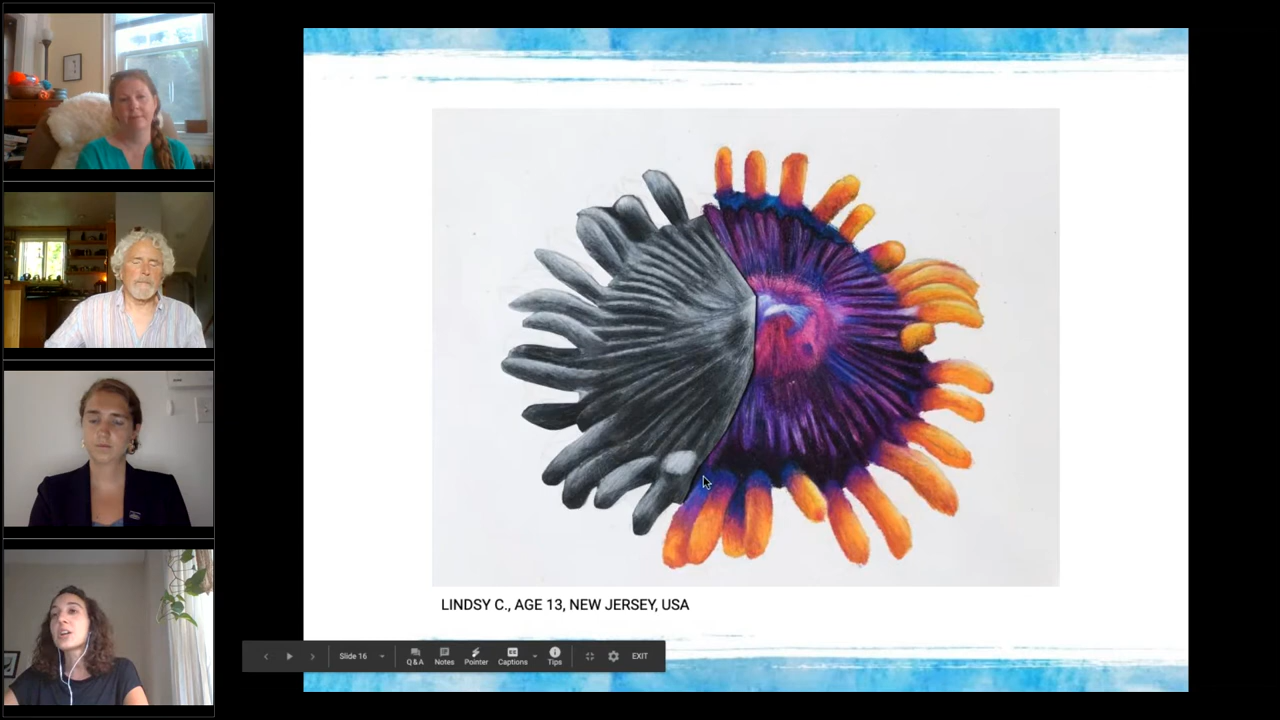 LINDSY C., AGE 13, NEW JERSEY, USA
Slide 16
Q&A
Notes
Pointer
Captions
Tips
EXIT